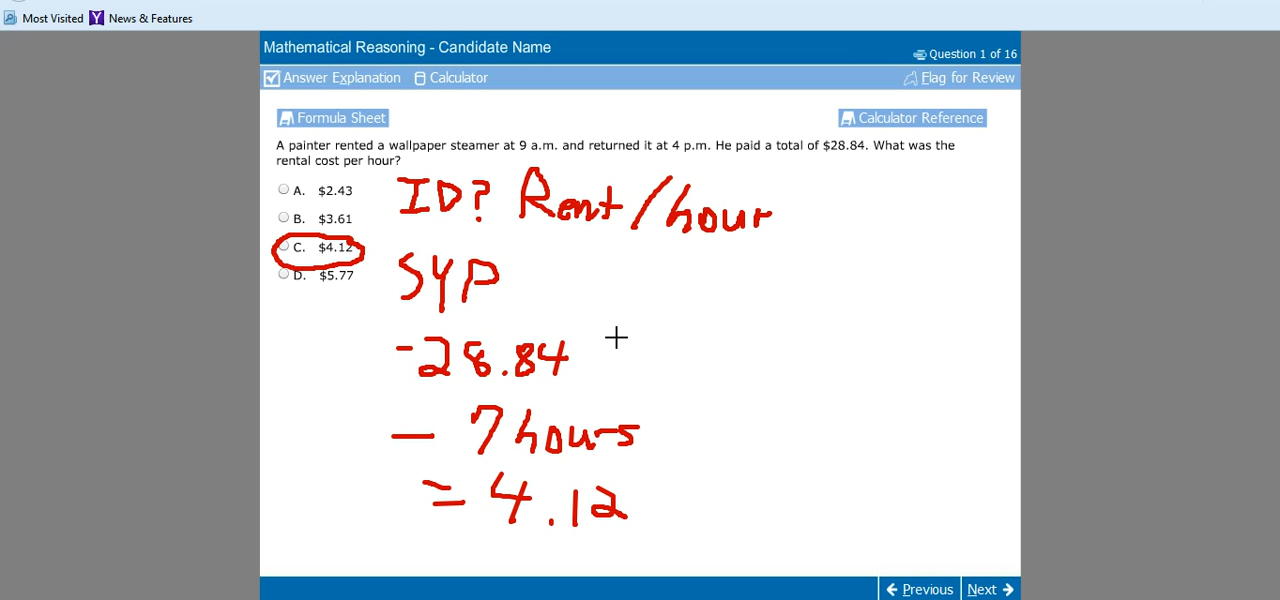 Most Visited News & Features
Mathematical Reasoning - Candidate Name
Question 1 of 16
Answer Explanation Calculator Flag for Review
Formula Sheet Calculator Reference
A painter rented a wallpaper steamer at 9 a.m. and returned it at 4 p.m. He paid a total of $28.84. What was the
rental cost per hour?
A. $2.43
B. $3.61
C. $4.12
D. $5.77
ID? Rent/hour
SYP
-28.84
- 7 hours
= 4.12
Previous Next